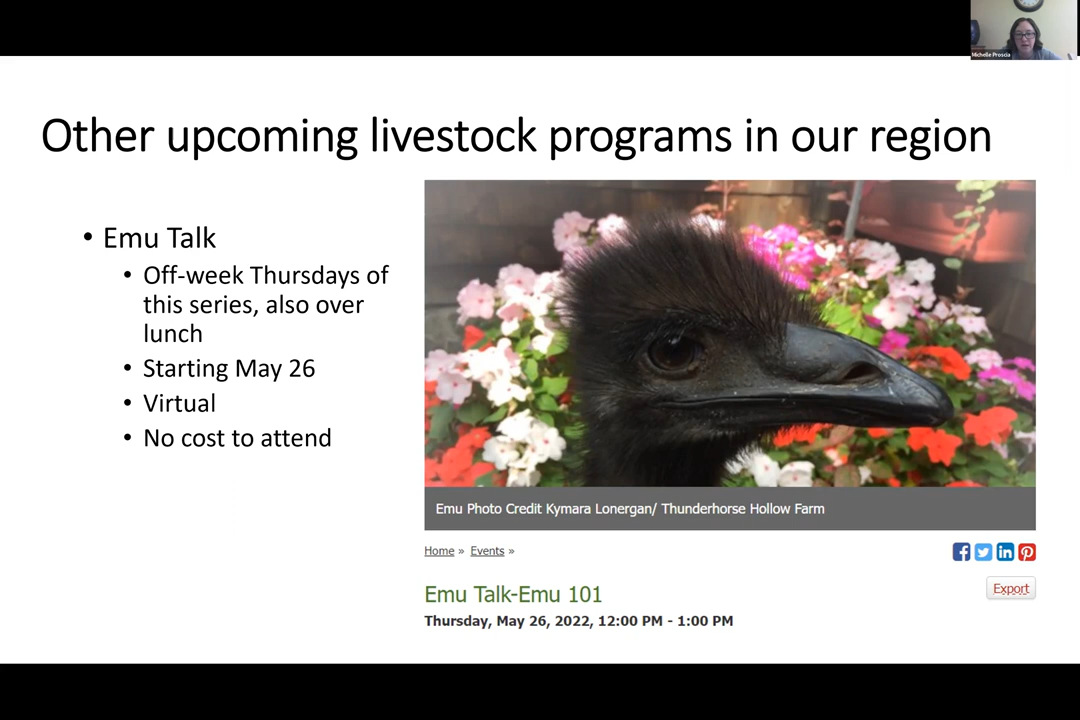 Michelle Proscia
Other upcoming livestock programs in our region
• Emu Talk
• Off-week Thursdays of
this series, also over
lunch
• Starting May 26
• Virtual
• No cost to attend
Emu Photo Credit Kymara Lonergan/ Thunderhorse Hollow Farm
Home » Events »
Export
Emu Talk-Emu 101
Thursday, May 26, 2022, 12:00 PM - 1:00 PM